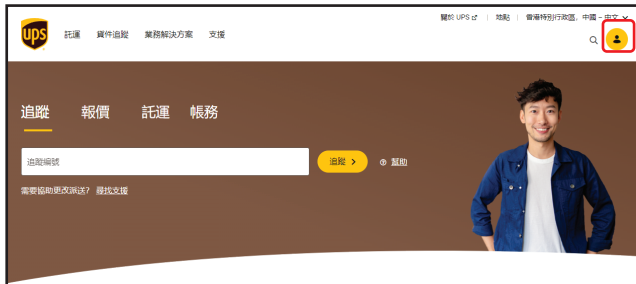 關於 UPS
地點
香港特別行政區，中國 - 中文
ups
託運 貨件追蹤 業務解決方案 支援
追蹤 報價 託運 帳務
追蹤編號
追蹤
幫助
需要協助更改派送? 尋找支援